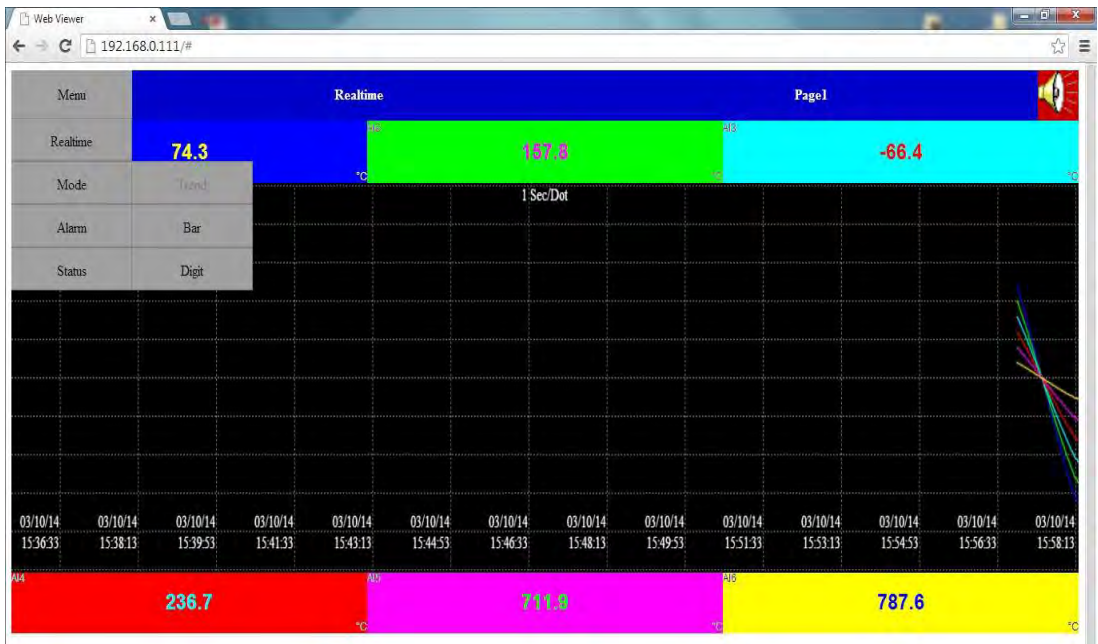 Web Viewer
192.168.0.111/#
Menu Realtime Page1
Realtime 74.3 °C
AI2 157.8 °C
AI3 -66.4 °C
Mode Trend
Alarm Bar
Status Digit
1 Sec/Dot
03/10/14 03/10/14 03/10/14 03/10/14 03/10/14 03/10/14 03/10/14 03/10/14 03/10/14 03/10/14 03/10/14 03/10/14 03/10/14 03/10/14
15:36:33 15:38:13 15:39:53 15:41:33 15:43:13 15:44:53 15:46:33 15:48:13 15:49:53 15:51:33 15:53:13 15:54:53 15:56:33 15:58:13
AI4 236.7 °C
AI5 711.9 °C
AI6 787.6 °C